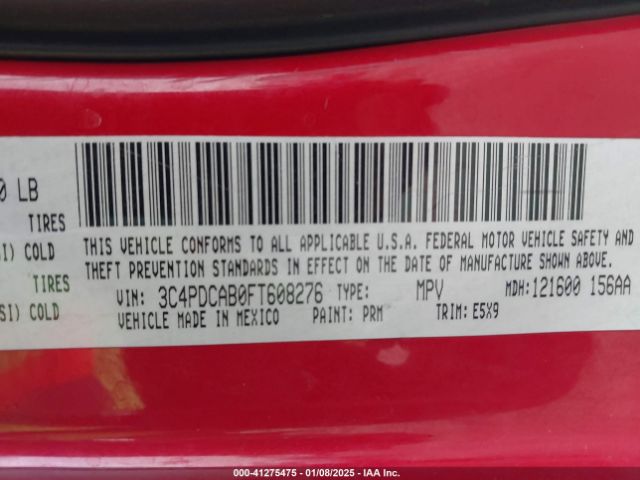 0 LB
TIRES
SI) COLD
TIRES
SI) COLD
THIS VEHICLE CONFORMS TO ALL APPLICABLE U.S.A. FEDERAL MOTOR VEHICLE SAFETY AND
THEFT PREVENTION STANDARDS IN EFFECT ON THE DATE OF MANUFACTURE SHOWN ABOVE.
VIN: 3C4PDCAB0FT608276 TYPE: MPV MDH:121600 156AA
VEHICLE MADE IN MEXICO PAINT: PRM TRIM: E5X9
000-41275475 - 01/08/2025 - IAA Inc.